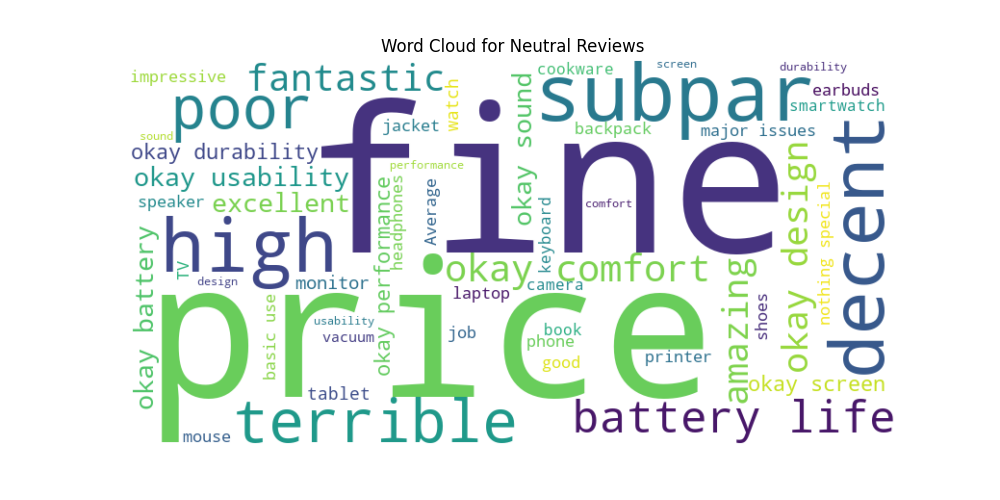 Word Cloud for Neutral Reviews
impressive
fantastic
watch
okay sound
cookware
screen
durability
subpar
earbuds
smartwatch
poor
jacket
backpack
major issues
sound
okay durability
fine
decent
okay design
performance
okay usability
headphones
okay performance
Average
nothing special
speaker
excellent
comfort
keyboard
high
okay battery
TV
okay comfort
amazing
design
monitor
camera
laptop
shoes
price
basic use
usability
vacuum
job
book
phone
printer
good
okay screen
tablet
terrible
battery life
mouse